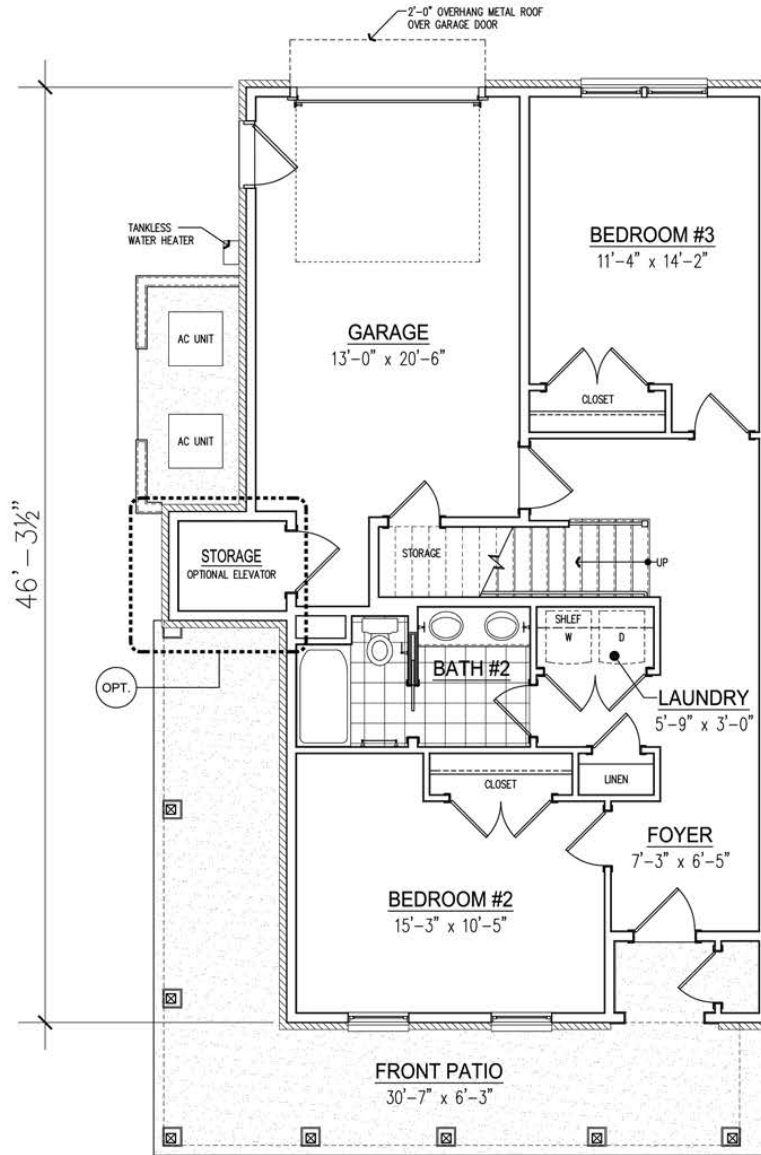 2'-0" OVERHANG METAL ROOF
OVER GARAGE DOOR
TANKLESS
WATER HEATER
BEDROOM #3
11'-4" x 14'-2"
AC UNIT
GARAGE
13'-0" x 20'-6"
CLOSET
AC UNIT
46'-3½"
STORAGE
OPTIONAL ELEVATOR
STORAGE
UP
SHLEF
W
D
BATH #2
OPT.
LAUNDRY
5'-9" x 3'-0"
CLOSET
LINEN
FOYER
7'-3" x 6'-5"
BEDROOM #2
15'-3" x 10'-5"
FRONT PATIO
30'-7" x 6'-3"